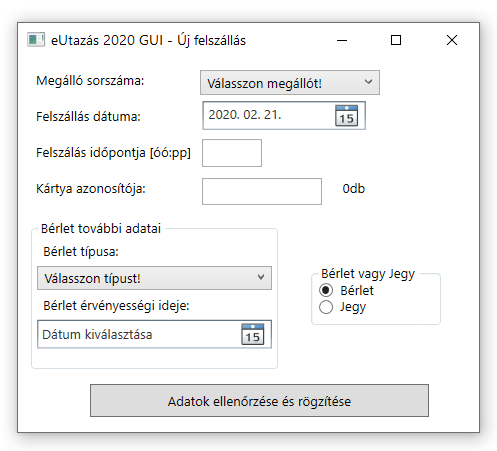 eUtazás 2020 GUI - Új felszállás
Megálló sorszáma:
Válasszon megállót!
Felszállás dátuma:
2020. 02. 21.
15
Felszálás időpontja [óó:pp]
Kártya azonosítója:
0db
Bérlet további adatai
Bérlet típusa:
Válasszon típust!
Bérlet érvényességi ideje:
Dátum kiválasztása
15
Bérlet vagy Jegy
Bérlet
Jegy
Adatok ellenőrzése és rögzítése